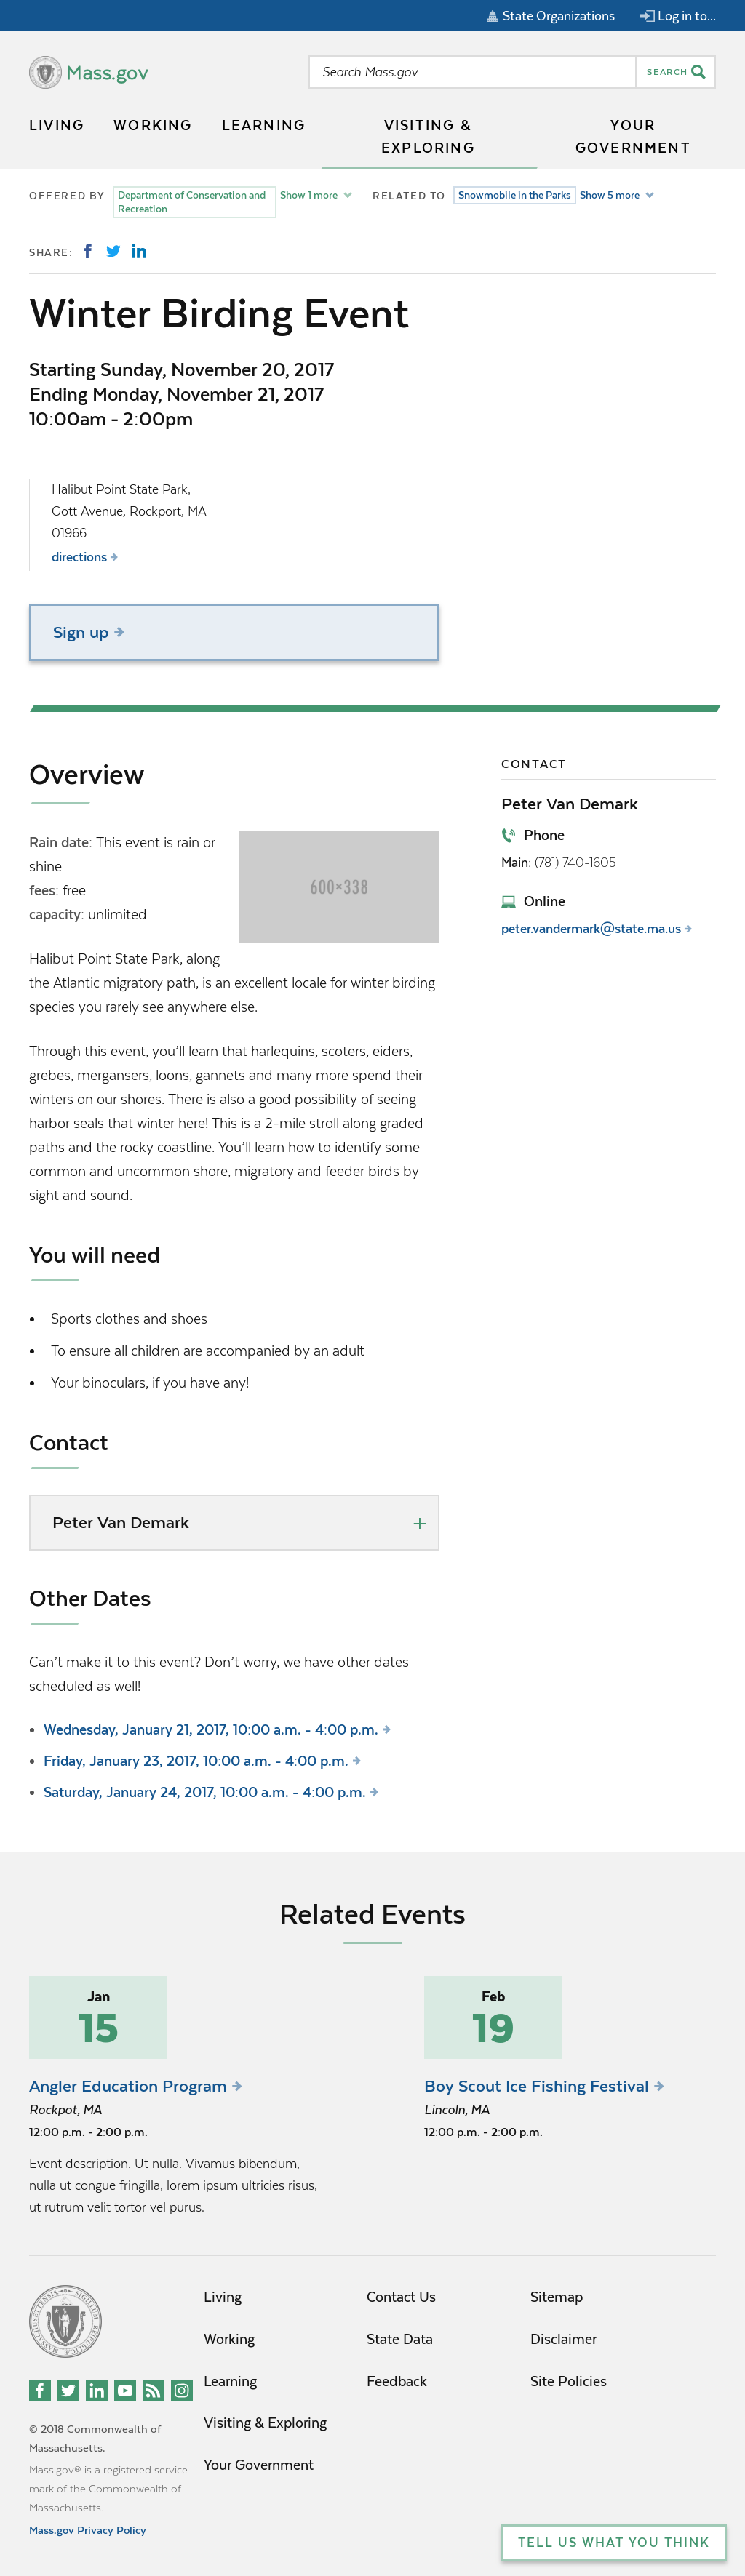 State Organizations
Log in to...
Mass.gov
Search Mass.gov
SEARCH
LIVING
WORKING
LEARNING
VISITING &
EXPLORING
YOUR
GOVERNMENT
OFFERED BY
Department of Conservation and
Recreation
Show 1 more
RELATED TO
Snowmobile in the Parks
Show 5 more
SHARE:
Winter Birding Event
Starting Sunday, November 20, 2017
Ending Monday, November 21, 2017
10:00am - 2:00pm
Halibut Point State Park,
Gott Avenue, Rockport, MA
01966
directions
Sign up
Overview
Rain date: This event is rain or
shine
fees: free
capacity: unlimited
600×338
Halibut Point State Park, along
the Atlantic migratory path, is an excellent locale for winter birding
species you rarely see anywhere else.
Through this event, you’ll learn that harlequins, scoters, eiders,
grebes, mergansers, loons, gannets and many more spend their
winters on our shores. There is also a good possibility of seeing
harbor seals that winter here! This is a 2-mile stroll along graded
paths and the rocky coastline. You’ll learn how to identify some
common and uncommon shore, migratory and feeder birds by
sight and sound.
You will need
• Sports clothes and shoes
• To ensure all children are accompanied by an adult
• Your binoculars, if you have any!
Contact
Peter Van Demark
Other Dates
Can’t make it to this event? Don’t worry, we have other dates
scheduled as well!
• Wednesday, January 21, 2017, 10:00 a.m. - 4:00 p.m.
• Friday, January 23, 2017, 10:00 a.m. - 4:00 p.m.
• Saturday, January 24, 2017, 10:00 a.m. - 4:00 p.m.
CONTACT
Peter Van Demark
Phone
Main: (781) 740-1605
Online
peter.vandermark@state.ma.us
Related Events
Jan
15
Angler Education Program
Rockpot, MA
12:00 p.m. - 2:00 p.m.
Event description. Ut nulla. Vivamus bibendum,
nulla ut congue fringilla, lorem ipsum ultricies risus,
ut rutrum velit tortor vel purus.
Feb
19
Boy Scout Ice Fishing Festival
Lincoln, MA
12:00 p.m. - 2:00 p.m.
Living
Working
Learning
Visiting & Exploring
Your Government
Contact Us
State Data
Feedback
Sitemap
Disclaimer
Site Policies
© 2018 Commonwealth of
Massachusetts.
Mass.gov® is a registered service
mark of the Commonwealth of
Massachusetts.
Mass.gov Privacy Policy
TELL US WHAT YOU THINK